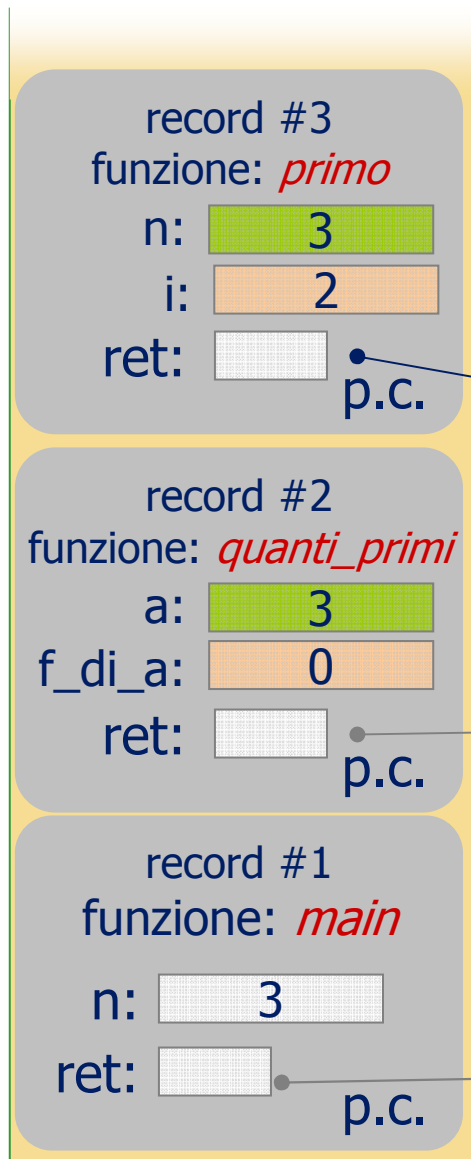 record #3
funzione: primo
n: 3
i: 2
ret:
p.c.
record #2
funzione: quanti_primi
a: 3
f_di_a: 0
ret:
p.c.
record #1
funzione: main
n: 3
ret:
p.c.